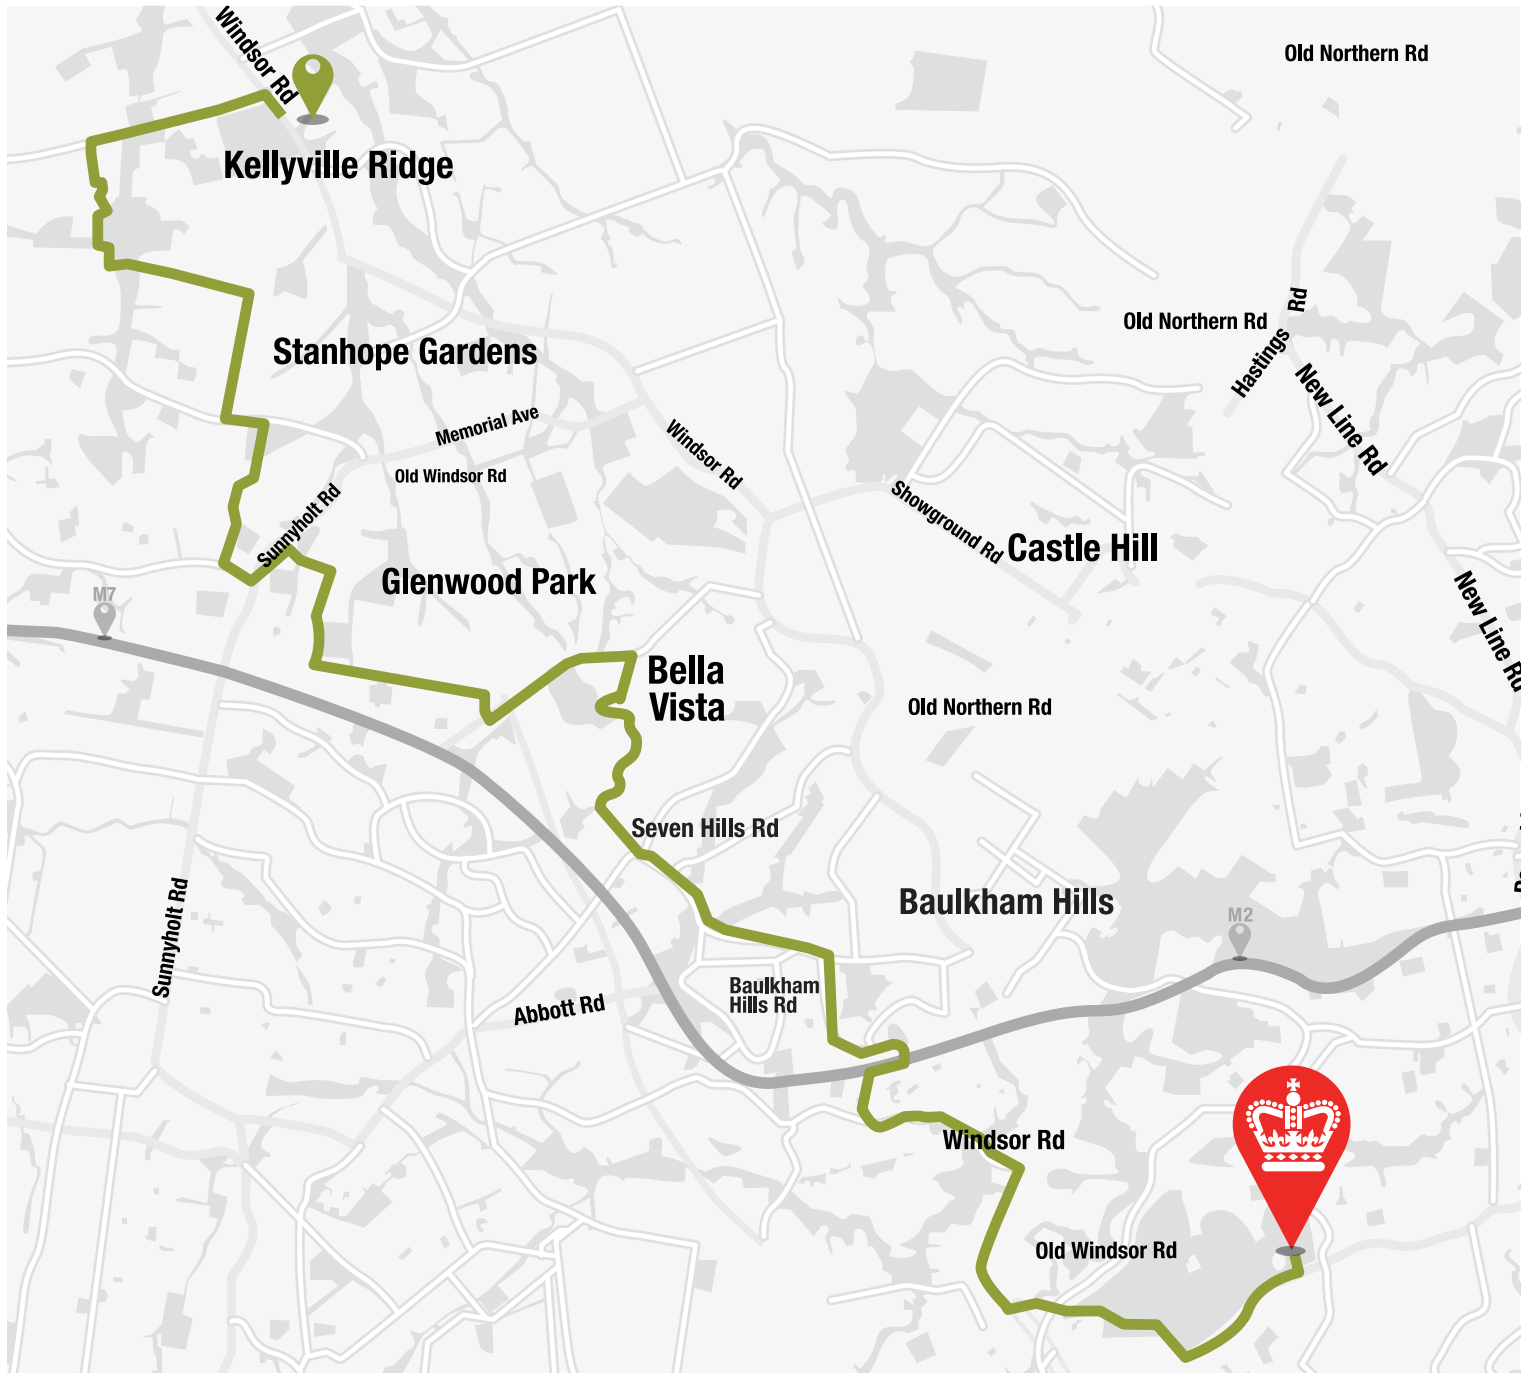 Windsor Rd
Old Northern Rd
Kellyville Ridge
Old Northern Rd
Hastings Rd
Stanhope Gardens
New Line Rd
Memorial Ave
Windsor Rd
Old Windsor Rd
Sunnyholt Rd
Showground Rd
Castle Hill
Glenwood Park
M7
New Line Rd
Bella
Vista
Old Northern Rd
Seven Hills Rd
Baulkham Hills
M2
Sunnyholt Rd
Baulkham
Hills Rd
Abbott Rd
Windsor Rd
Old Windsor Rd